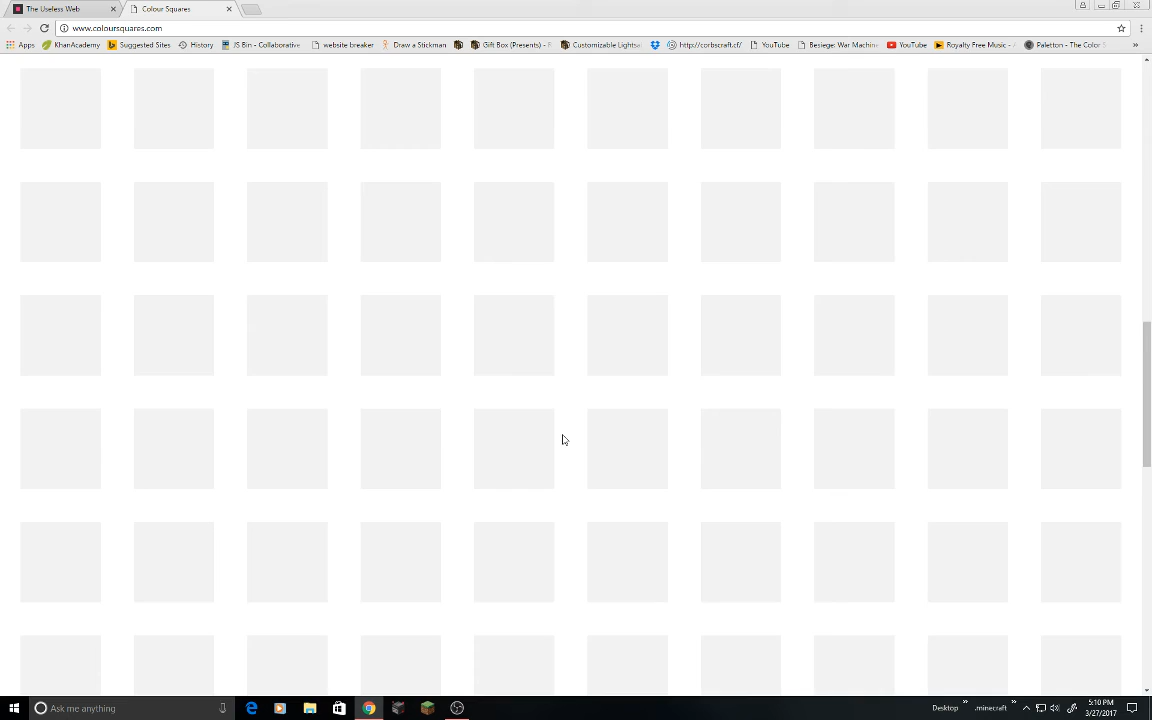 The Useless Web
Colour Squares
www.coloursquares.com
Apps KhanAcademy Suggested Sites History JS Bin - Collaborative website breaker Draw a Stickman Gift Box (Presents) - F Customizable Lightsa http://corbscraft.cf/ YouTube Besiege: War Machin YouTube Royalty Free Music - Paletton - The Color S »
Ask me anything
Desktop » .minecraft »
5:10 PM
3/27/2017